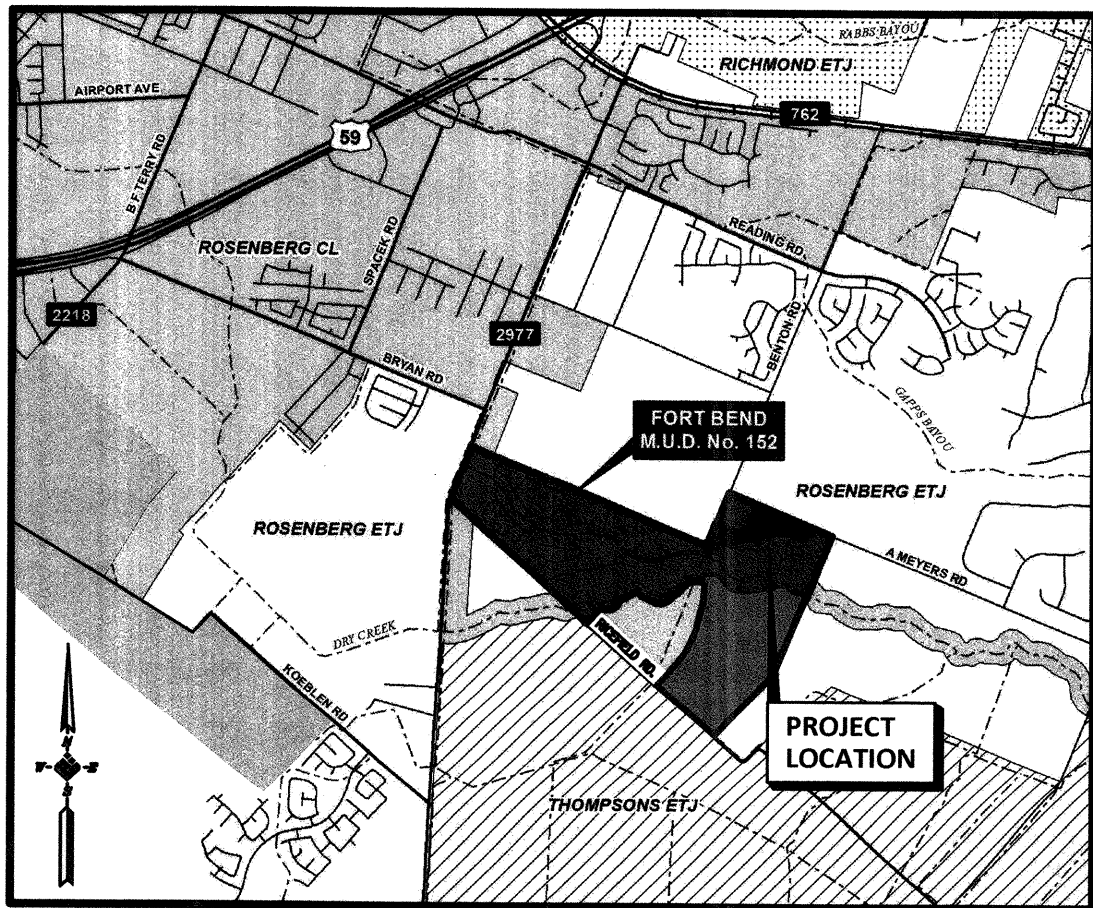 RABBS BAYOU
RICHMOND ETJ
AIRPORT AVE
762
59
B F TERRY RD
SPACEK RD
READING RD.
ROSENBERG CL
2218
2977
BENTON RD
BRYAN RD
GAPPS BAYOU
FORT BEND
M.U.D. No. 152
ROSENBERG ETJ
ROSENBERG ETJ
A MEYERS RD
DRY CREEK
RICEFIELD RD.
KOEBLEN RD
PROJECT
LOCATION
N
W
E
S
THOMPSONS ETJ